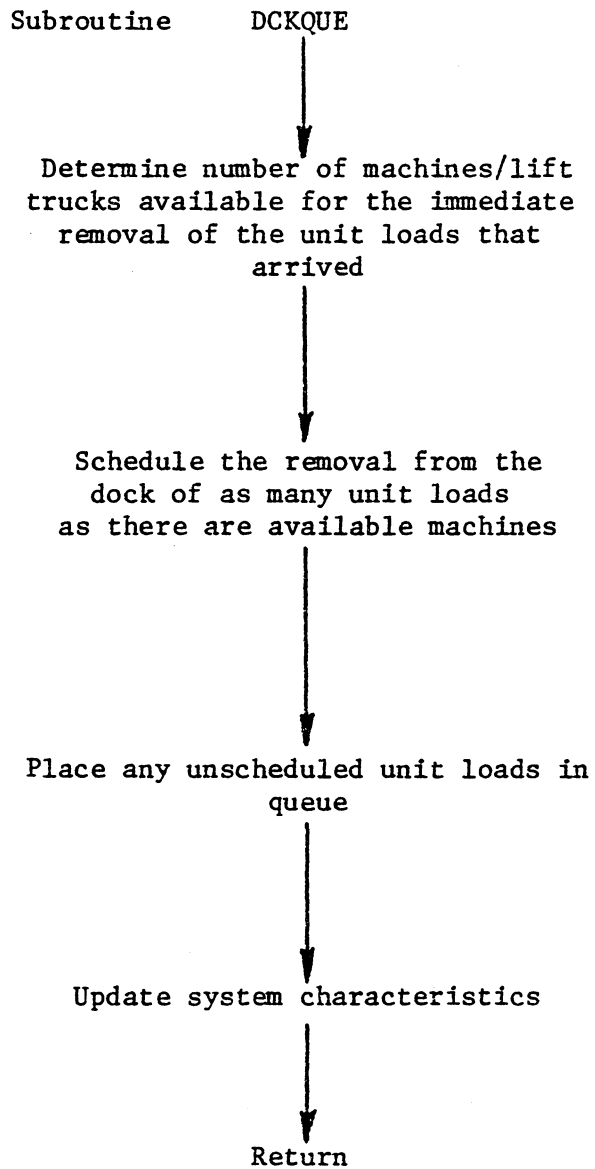 Subroutine DCKQUE
Determine number of machines/lift
trucks available for the immediate
removal of the unit loads that
arrived
Schedule the removal from the
dock of as many unit loads
as there are available machines
Place any unscheduled unit loads in
queue
Update system characteristics
Return